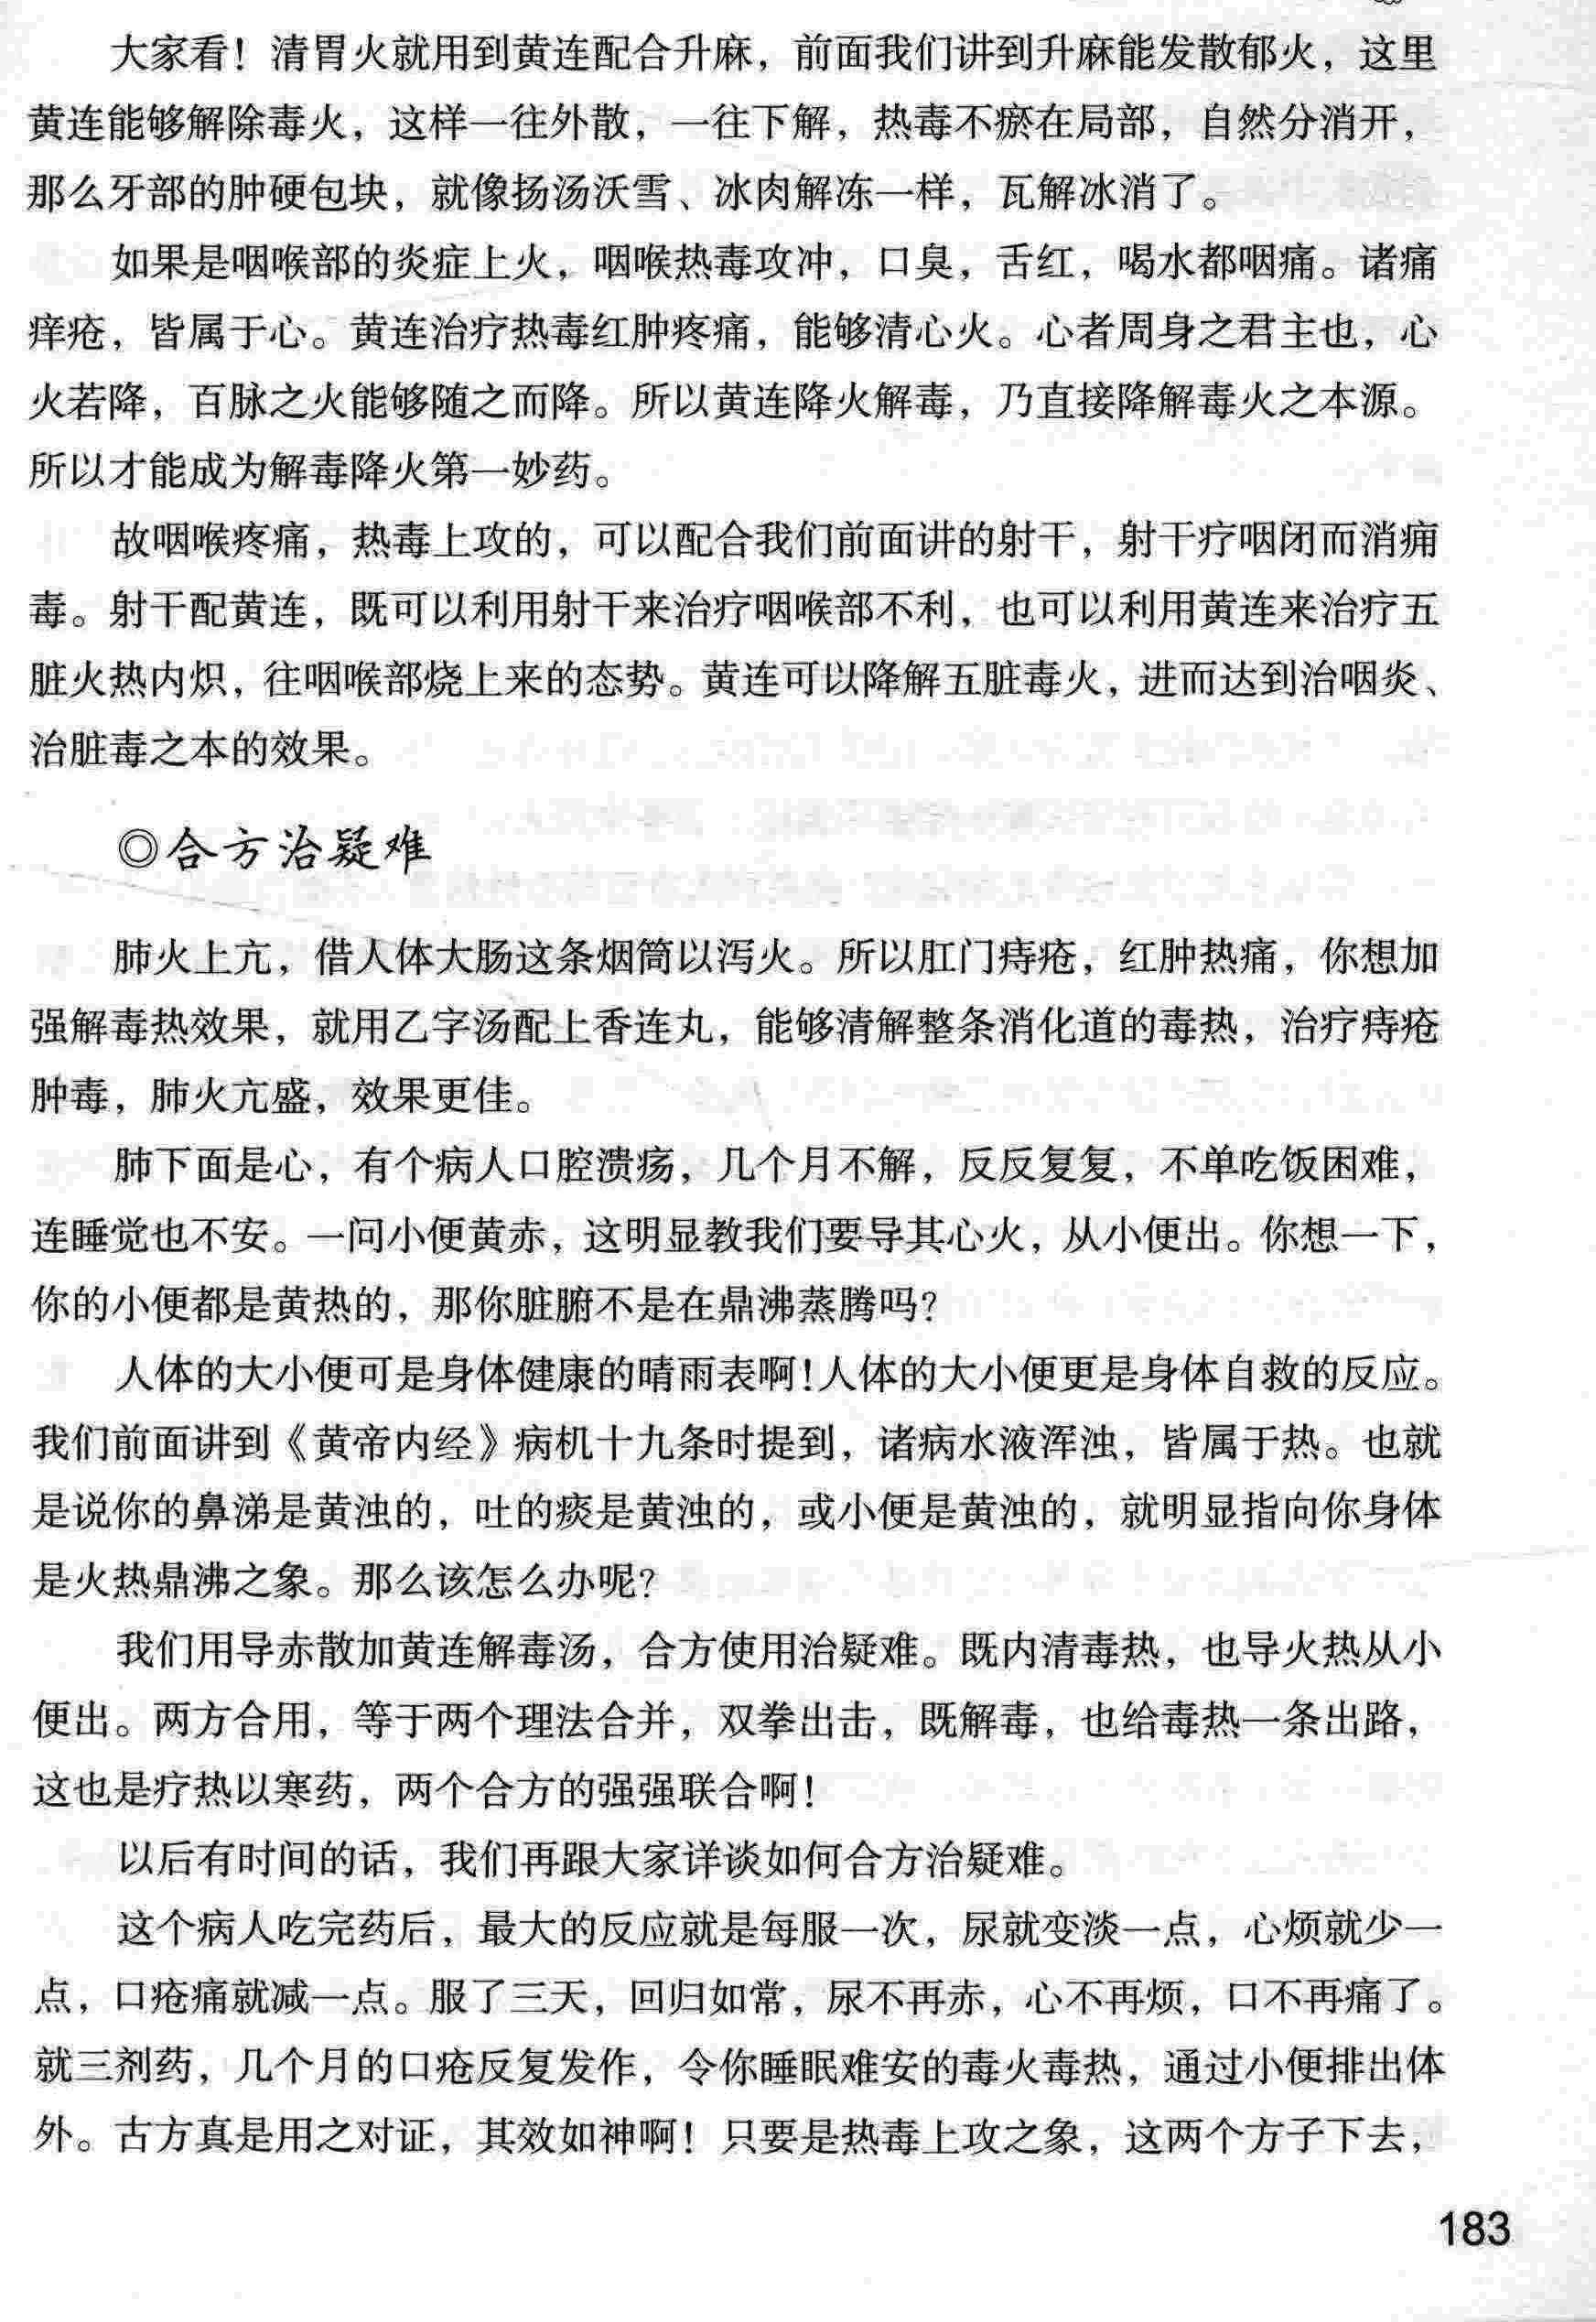 大家看！清胃火就用到黄连配合升麻，前面我们讲到升麻能发散郁火，这里
黄连能够解除毒火，这样一往外散，一往下解，热毒不瘀在局部，自然分消开，
那么牙部的肿硬包块，就像扬汤沃雪、冰肉解冻一样，瓦解冰消了。
如果是咽喉部的炎症上火，咽喉热毒攻冲，口臭，舌红，喝水都咽痛。诸痛
痒疮，皆属于心。黄连治疗热毒红肿疼痛，能够清心火。心者周身之君主也，心
火若降，百脉之火能够随之而降。所以黄连降火解毒，乃直接降解毒火之本源。
所以才能成为解毒降火第一妙药。
故咽喉疼痛，热毒上攻的，可以配合我们前面讲的射干，射干疗咽闭而消痈
毒。射干配黄连，既可以利用射干来治疗咽喉部不利，也可以利用黄连来治疗五
脏火热内炽，往咽喉部烧上来的态势。黄连可以降解五脏毒火，进而达到治咽炎、
治脏毒之本的效果。
◎合方治疑难
肺火上亢，借人体大肠这条烟筒以泻火。所以肛门痔疮，红肿热痛，你想加
强解毒热效果，就用乙字汤配上香连丸，能够清解整条消化道的毒热，治疗痔疮
肿毒，肺火亢盛，效果更佳。
肺下面是心，有个病人口腔溃疡，几个月不解，反反复复，不单吃饭困难，
连睡觉也不安。一问小便黄赤，这明显教我们要导其心火，从小便出。你想一下，
你的小便都是黄热的，那你脏腑不是在鼎沸蒸腾吗？
人体的大小便可是身体健康的晴雨表啊！人体的大小便更是身体自救的反应。
我们前面讲到《黄帝内经》病机十九条时提到，诸病水液浑浊，皆属于热。也就
是说你的鼻涕是黄浊的，吐的痰是黄浊的，或小便是黄浊的，就明显指向你身体
是火热鼎沸之象。那么该怎么办呢？
我们用导赤散加黄连解毒汤，合方使用治疑难。既内清毒热，也导火热从小
便出。两方合用，等于两个理法合并，双拳出击，既解毒，也给毒热一条出路，
这也是疗热以寒药，两个合方的强强联合啊！
以后有时间的话，我们再跟大家详谈如何合方治疑难。
这个病人吃完药后，最大的反应就是每服一次，尿就变淡一点，心烦就少一
点，口疮痛就减一点。服了三天，回归如常，尿不再赤，心不再烦，口不再痛了。
就三剂药，几个月的口疮反复发作，令你睡眠难安的毒火毒热，通过小便排出体
外。古方真是用之对证，其效如神啊！只要是热毒上攻之象，这两个方子下去，
183